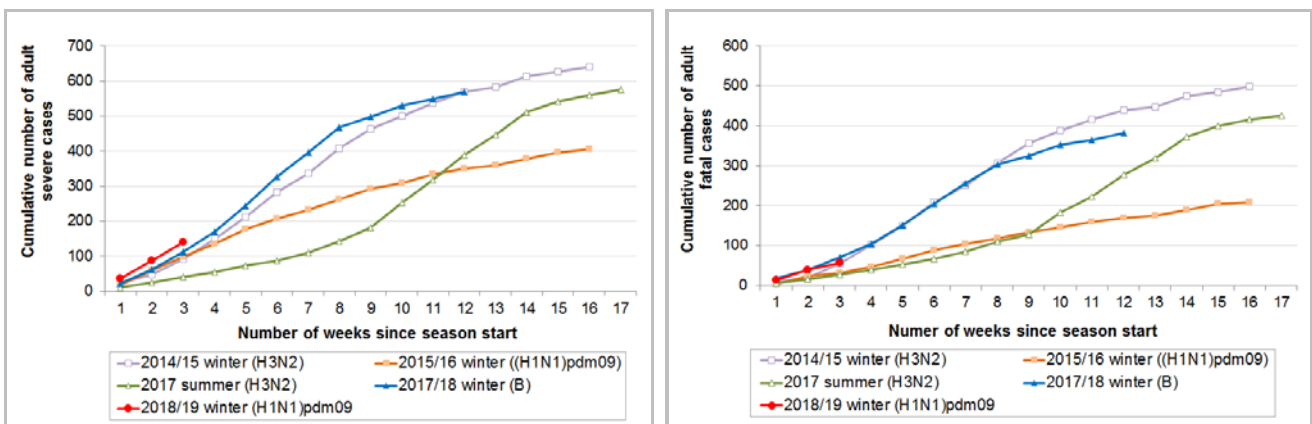 Cumulative number of adult
severe cases
700
600
500
400
300
200
100
0
1 2 3 4 5 6 7 8 9 10 11 12 13 14 15 16 17
Number of weeks since season start
2014/15 winter (H3N2) 2015/16 winter ((H1N1)pdm09)
2017 summer (H3N2) 2017/18 winter (B)
2018/19 winter (H1N1)pdm09
Cumulative number of adult
fatal cases
600
500
400
300
200
100
0
1 2 3 4 5 6 7 8 9 10 11 12 13 14 15 16 17
Numer of weeks since season start
2014/15 winter (H3N2) 2015/16 winter ((H1N1)pdm09)
2017 summer (H3N2) 2017/18 winter (B)
2018/19 winter (H1N1)pdm09